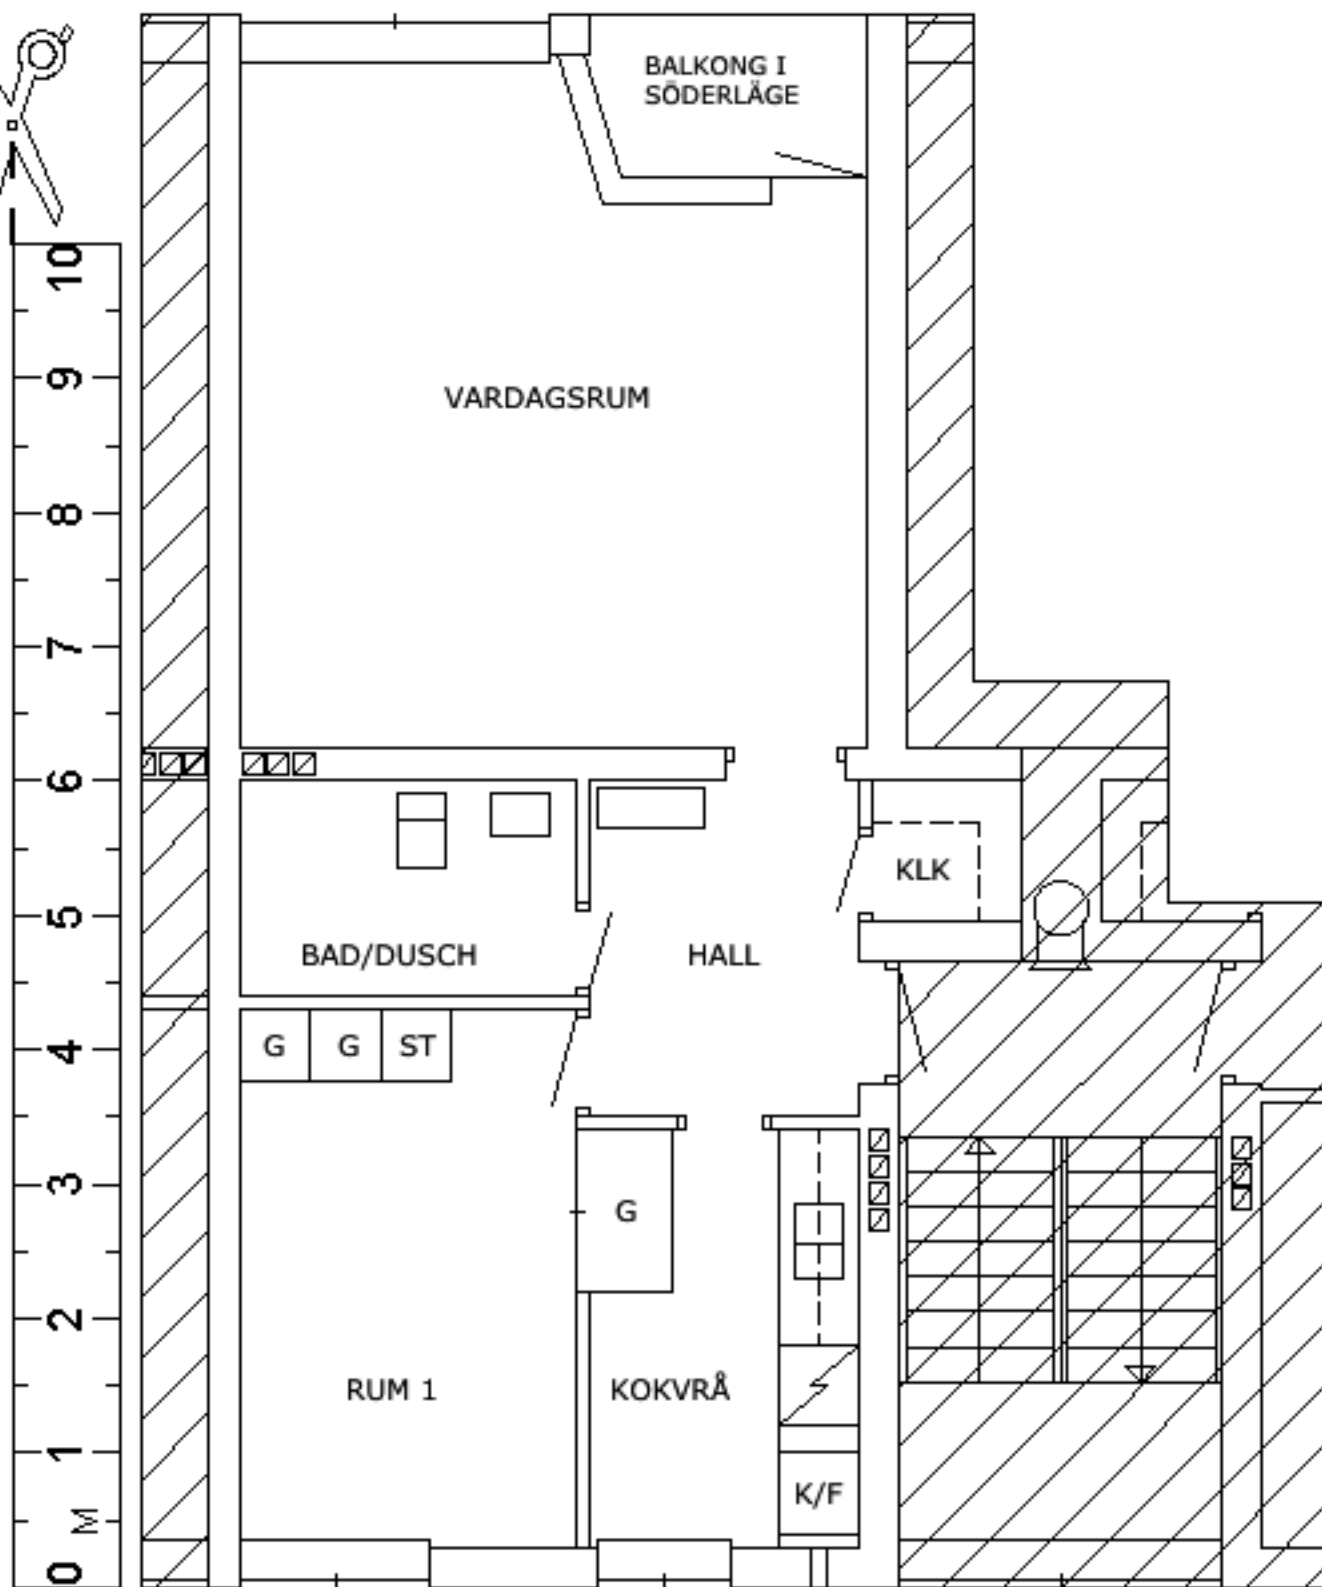 BALKONG I
SÖDERLÄGE
10
9
VARDAGSRUM
8
7
6
KLK
5
BAD/DUSCH
HALL
4
G
G
ST
3
G
2
RUM 1
KOKVRÅ
1
K/F
M
0